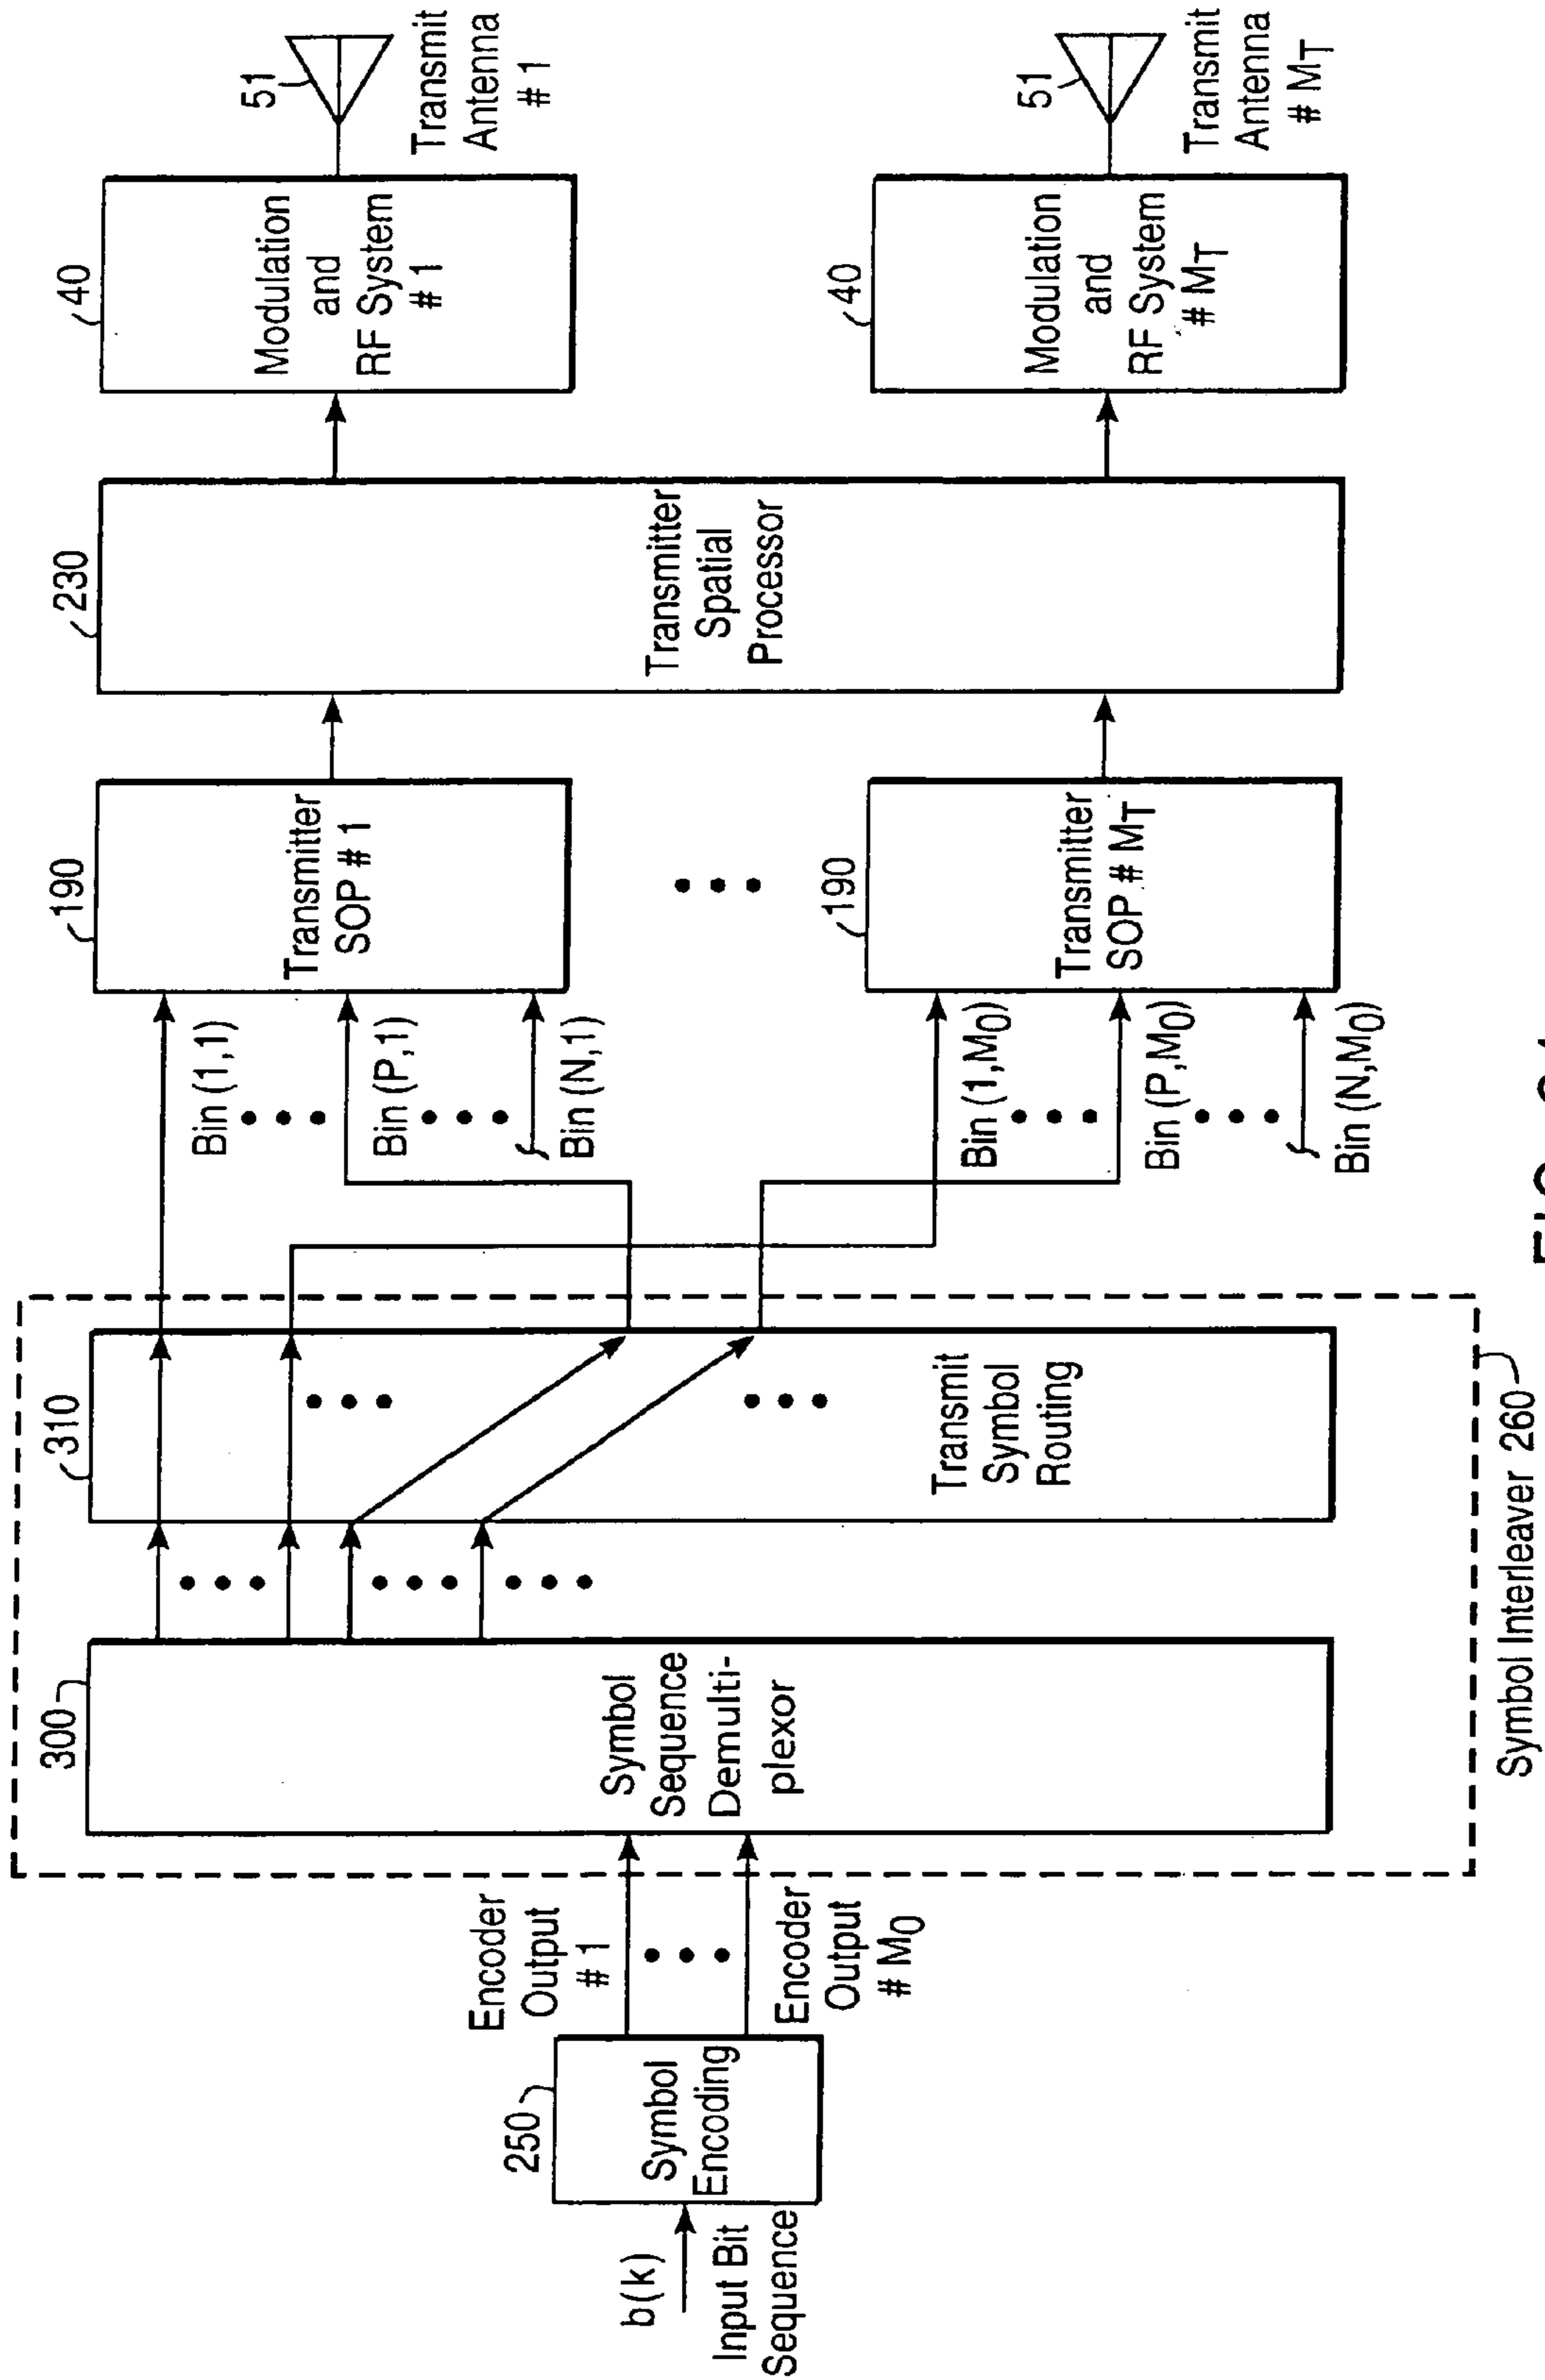 b(k)
Input Bit
Sequence
250
Symbol
Encoding
Encoder
Output
# 1
Encoder
Output
# M0
300
Symbol
Sequence
Demulti-
plexor
310
Transmit
Symbol
Routing
Symbol Interleaver 260
Bin (1,1)
Bin (P,1)
Bin (N,1)
Bin (1,M0)
Bin (P,M0)
Bin (N,M0)
190
Transmitter
SOP # 1
190
Transmitter
SOP # MT
230
Transmitter
Spatial
Processor
40
Modulation
and
RF System
# 1
40
Modulation
and
RF System
# MT
51
Transmit
Antenna
# 1
51
Transmit
Antenna
# MT